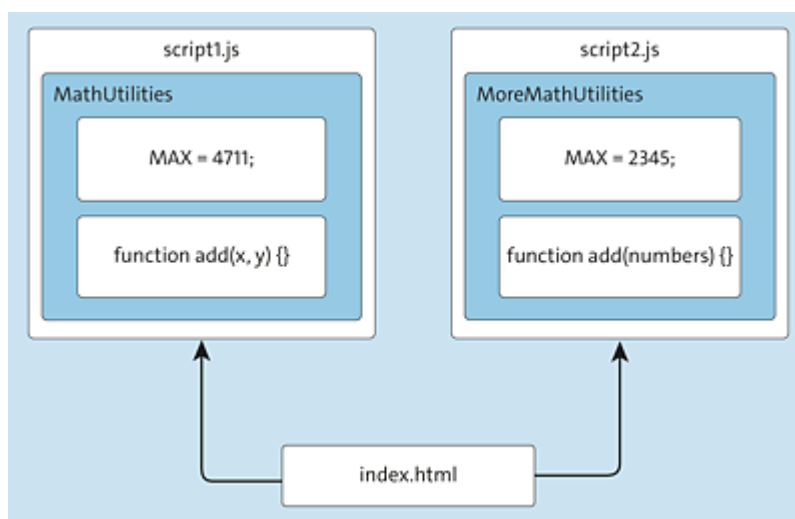 script1.js
MathUtilities
MAX = 4711;
function add(x, y) {}
script2.js
MoreMathUtilities
MAX = 2345;
function add(numbers) {}
index.html